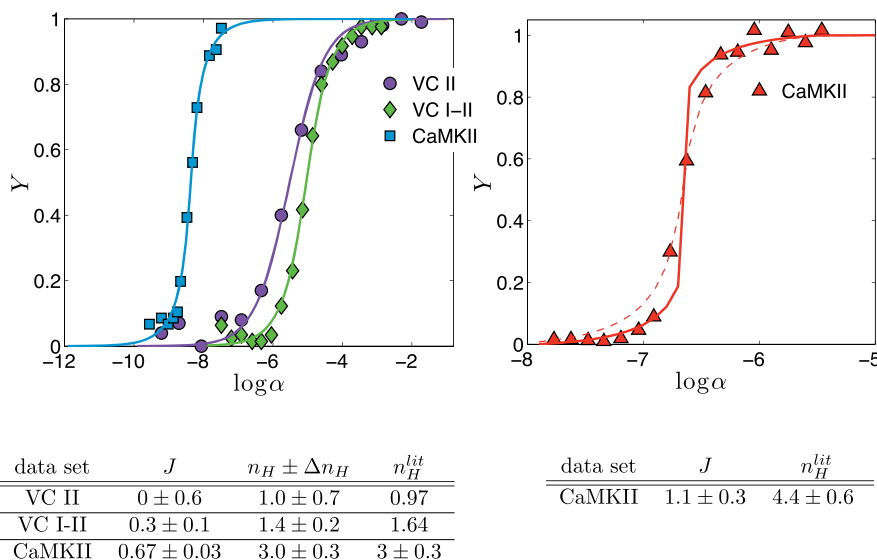 1
0.8
0.6
0.4
0.2
0
Y
VC II
VC I–II
CaMKII
−12 −10 −8 −6 −4 −2
log α
1
0.8
0.6
0.4
0.2
0
Y
CaMKII
−8 −7 −6 −5
log α
data set J n_H ± Δn_H n_H^{lit}
VC II 0 ± 0.6 1.0 ± 0.7 0.97
VC I-II 0.3 ± 0.1 1.4 ± 0.2 1.64
CaMKII 0.67 ± 0.03 3.0 ± 0.3 3 ± 0.3
data set J n_H^{lit}
CaMKII 1.1 ± 0.3 4.4 ± 0.6